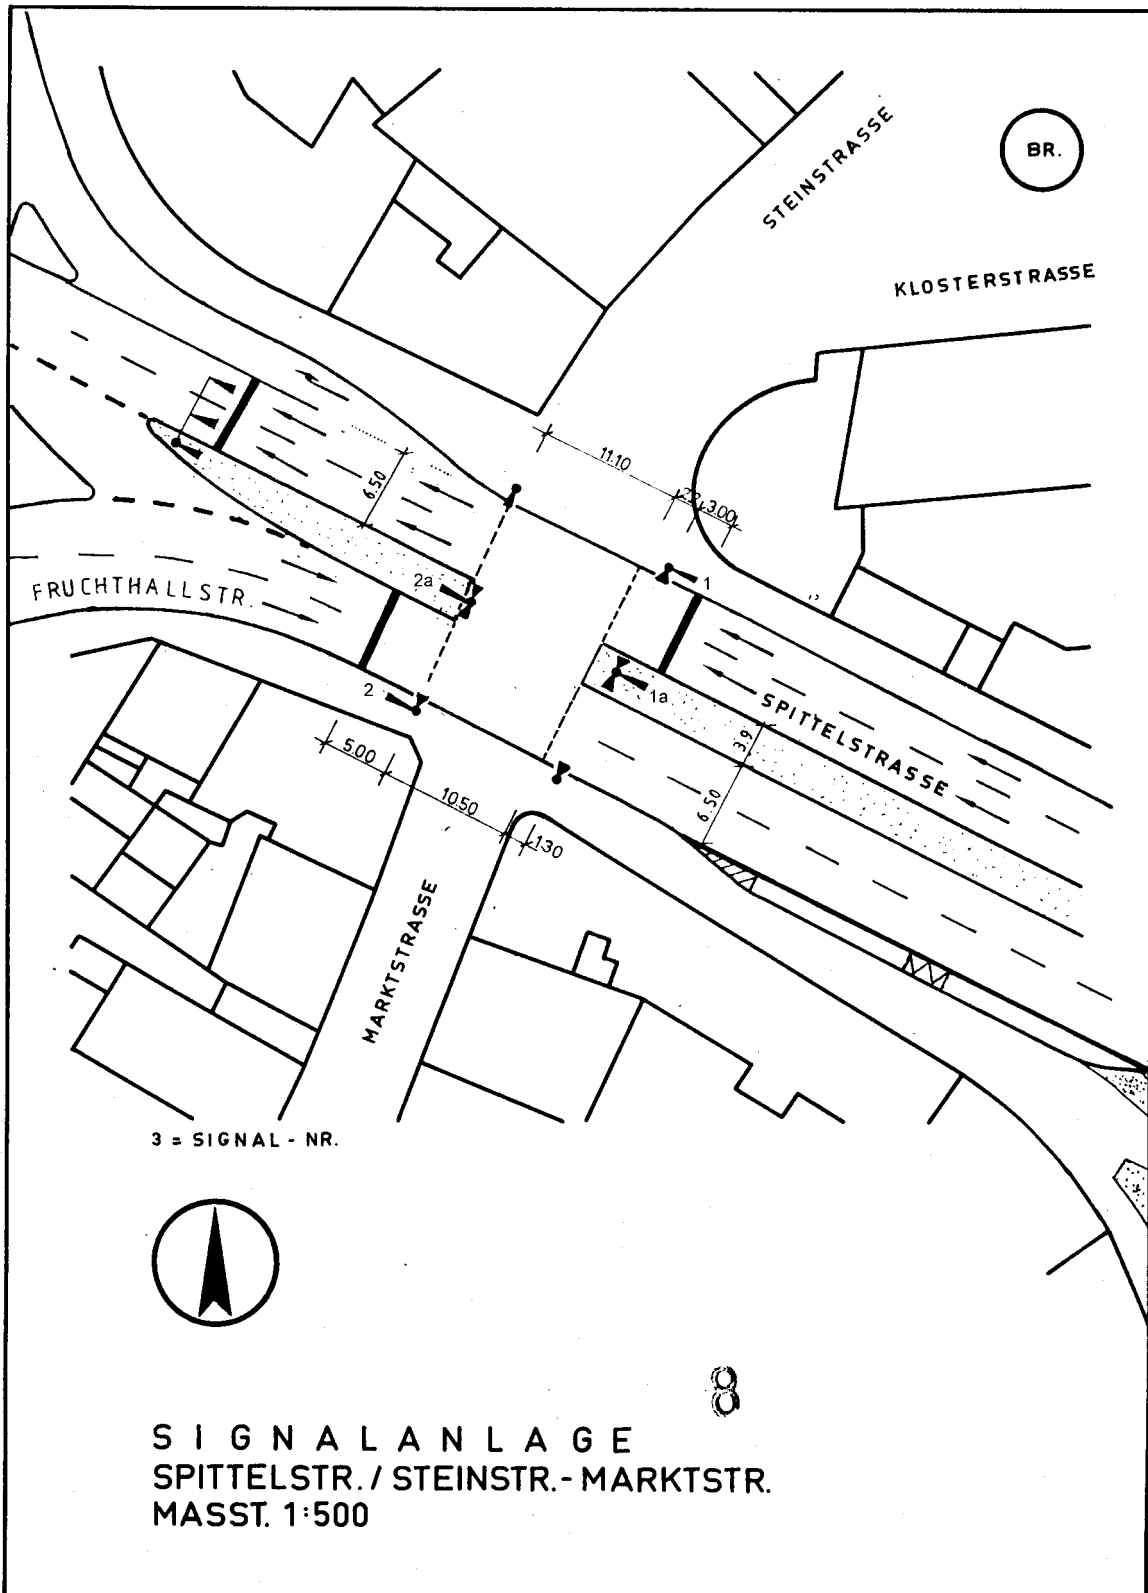 STEINSTRASSE
BR.
KLOSTERSTRASSE
11.10
3.00
6.50
FRUCHTHALLSTR.
2a
1
2
1a
SPITTELSTRASSE
3.9
6.50
5.00
10.50
1.30
MARKTSTRASSE
3 = SIGNAL - NR.
8
SIGNALANLAGE
SPITTELSTR. / STEINSTR. - MARKTSTR.
MASST. 1:500